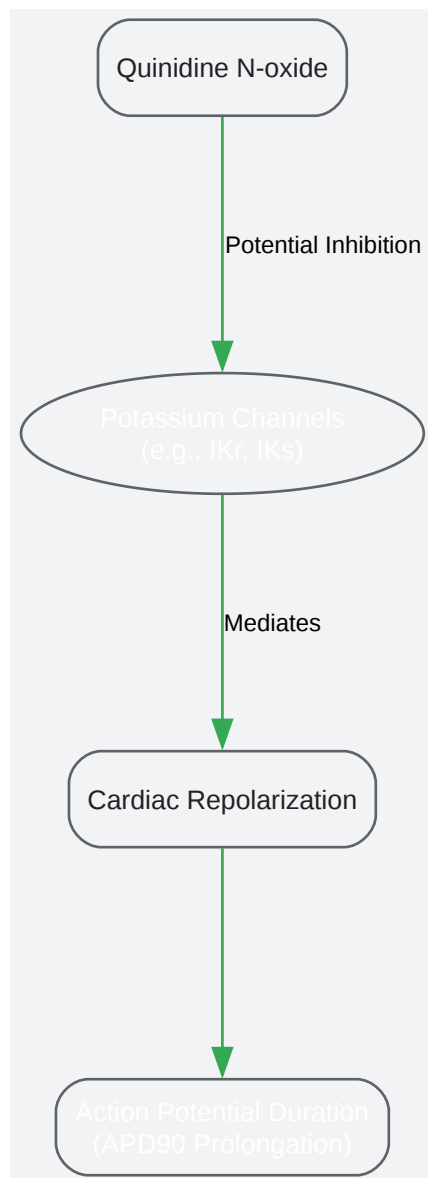 Quinidine N-oxide
Potential Inhibition
Potassium Channels
(e.g., IKr, IKs)
Mediates
Cardiac Repolarization
Action Potential Duration
(APD90 Prolongation)